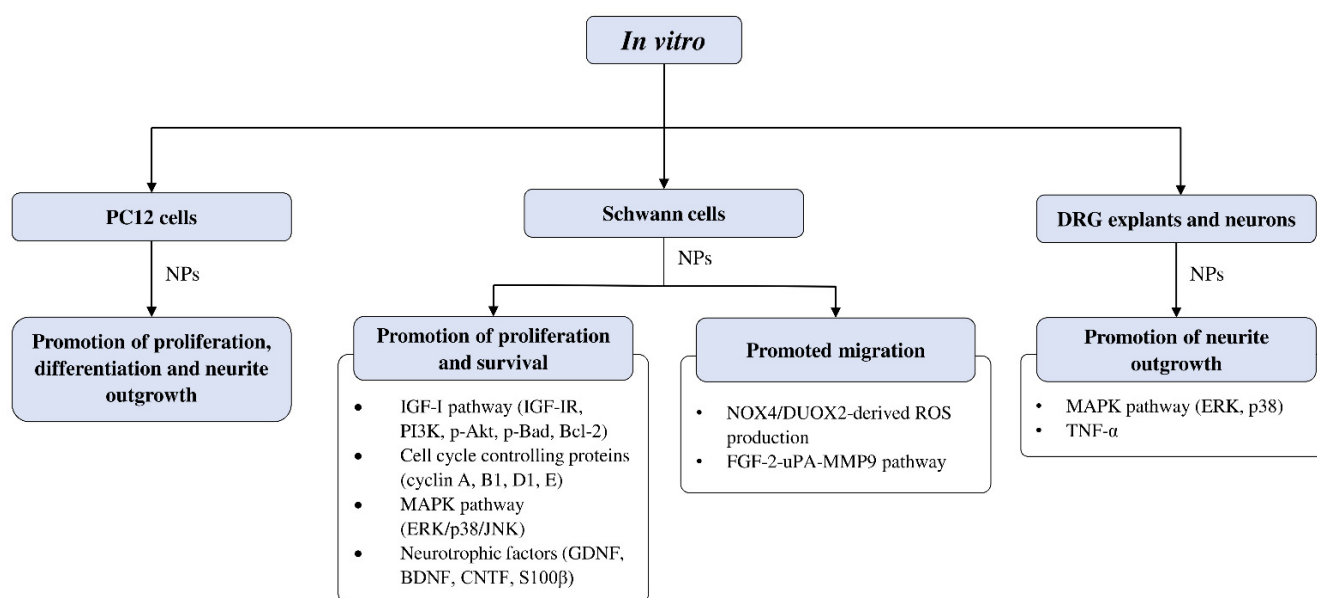 In vitro
PC12 cells
NPs
Promotion of proliferation,
differentiation and neurite
outgrowth
Schwann cells
NPs
Promotion of proliferation
and survival
• IGF-I pathway (IGF-IR,
PI3K, p-Akt, p-Bad, Bcl-2)
• Cell cycle controlling proteins
(cyclin A, B1, D1, E)
• MAPK pathway
(ERK/p38/JNK)
• Neurotrophic factors (GDNF,
BDNF, CNTF, S100β)
Promoted migration
• NOX4/DUOX2-derived ROS
production
• FGF-2-uPA-MMP9 pathway
DRG explants and neurons
NPs
Promotion of neurite
outgrowth
• MAPK pathway (ERK, p38)
• TNF-α